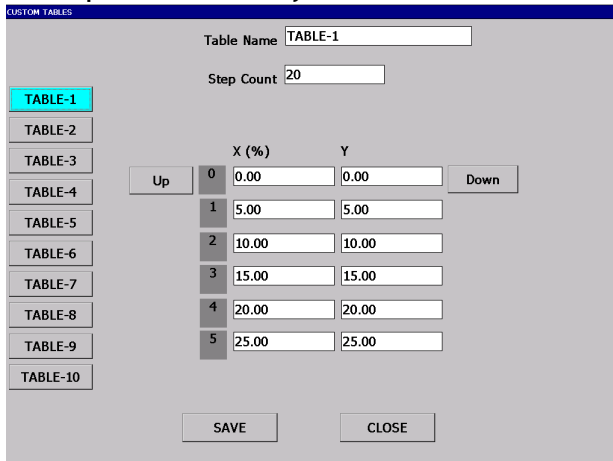 CUSTOM TABLES
Table Name TABLE-1
Step Count 20
TABLE-1
TABLE-2
TABLE-3
TABLE-4
TABLE-5
TABLE-6
TABLE-7
TABLE-8
TABLE-9
TABLE-10
X (%) Y
Up 0 0.00 0.00 Down
1 5.00 5.00
2 10.00 10.00
3 15.00 15.00
4 20.00 20.00
5 25.00 25.00
SAVE CLOSE